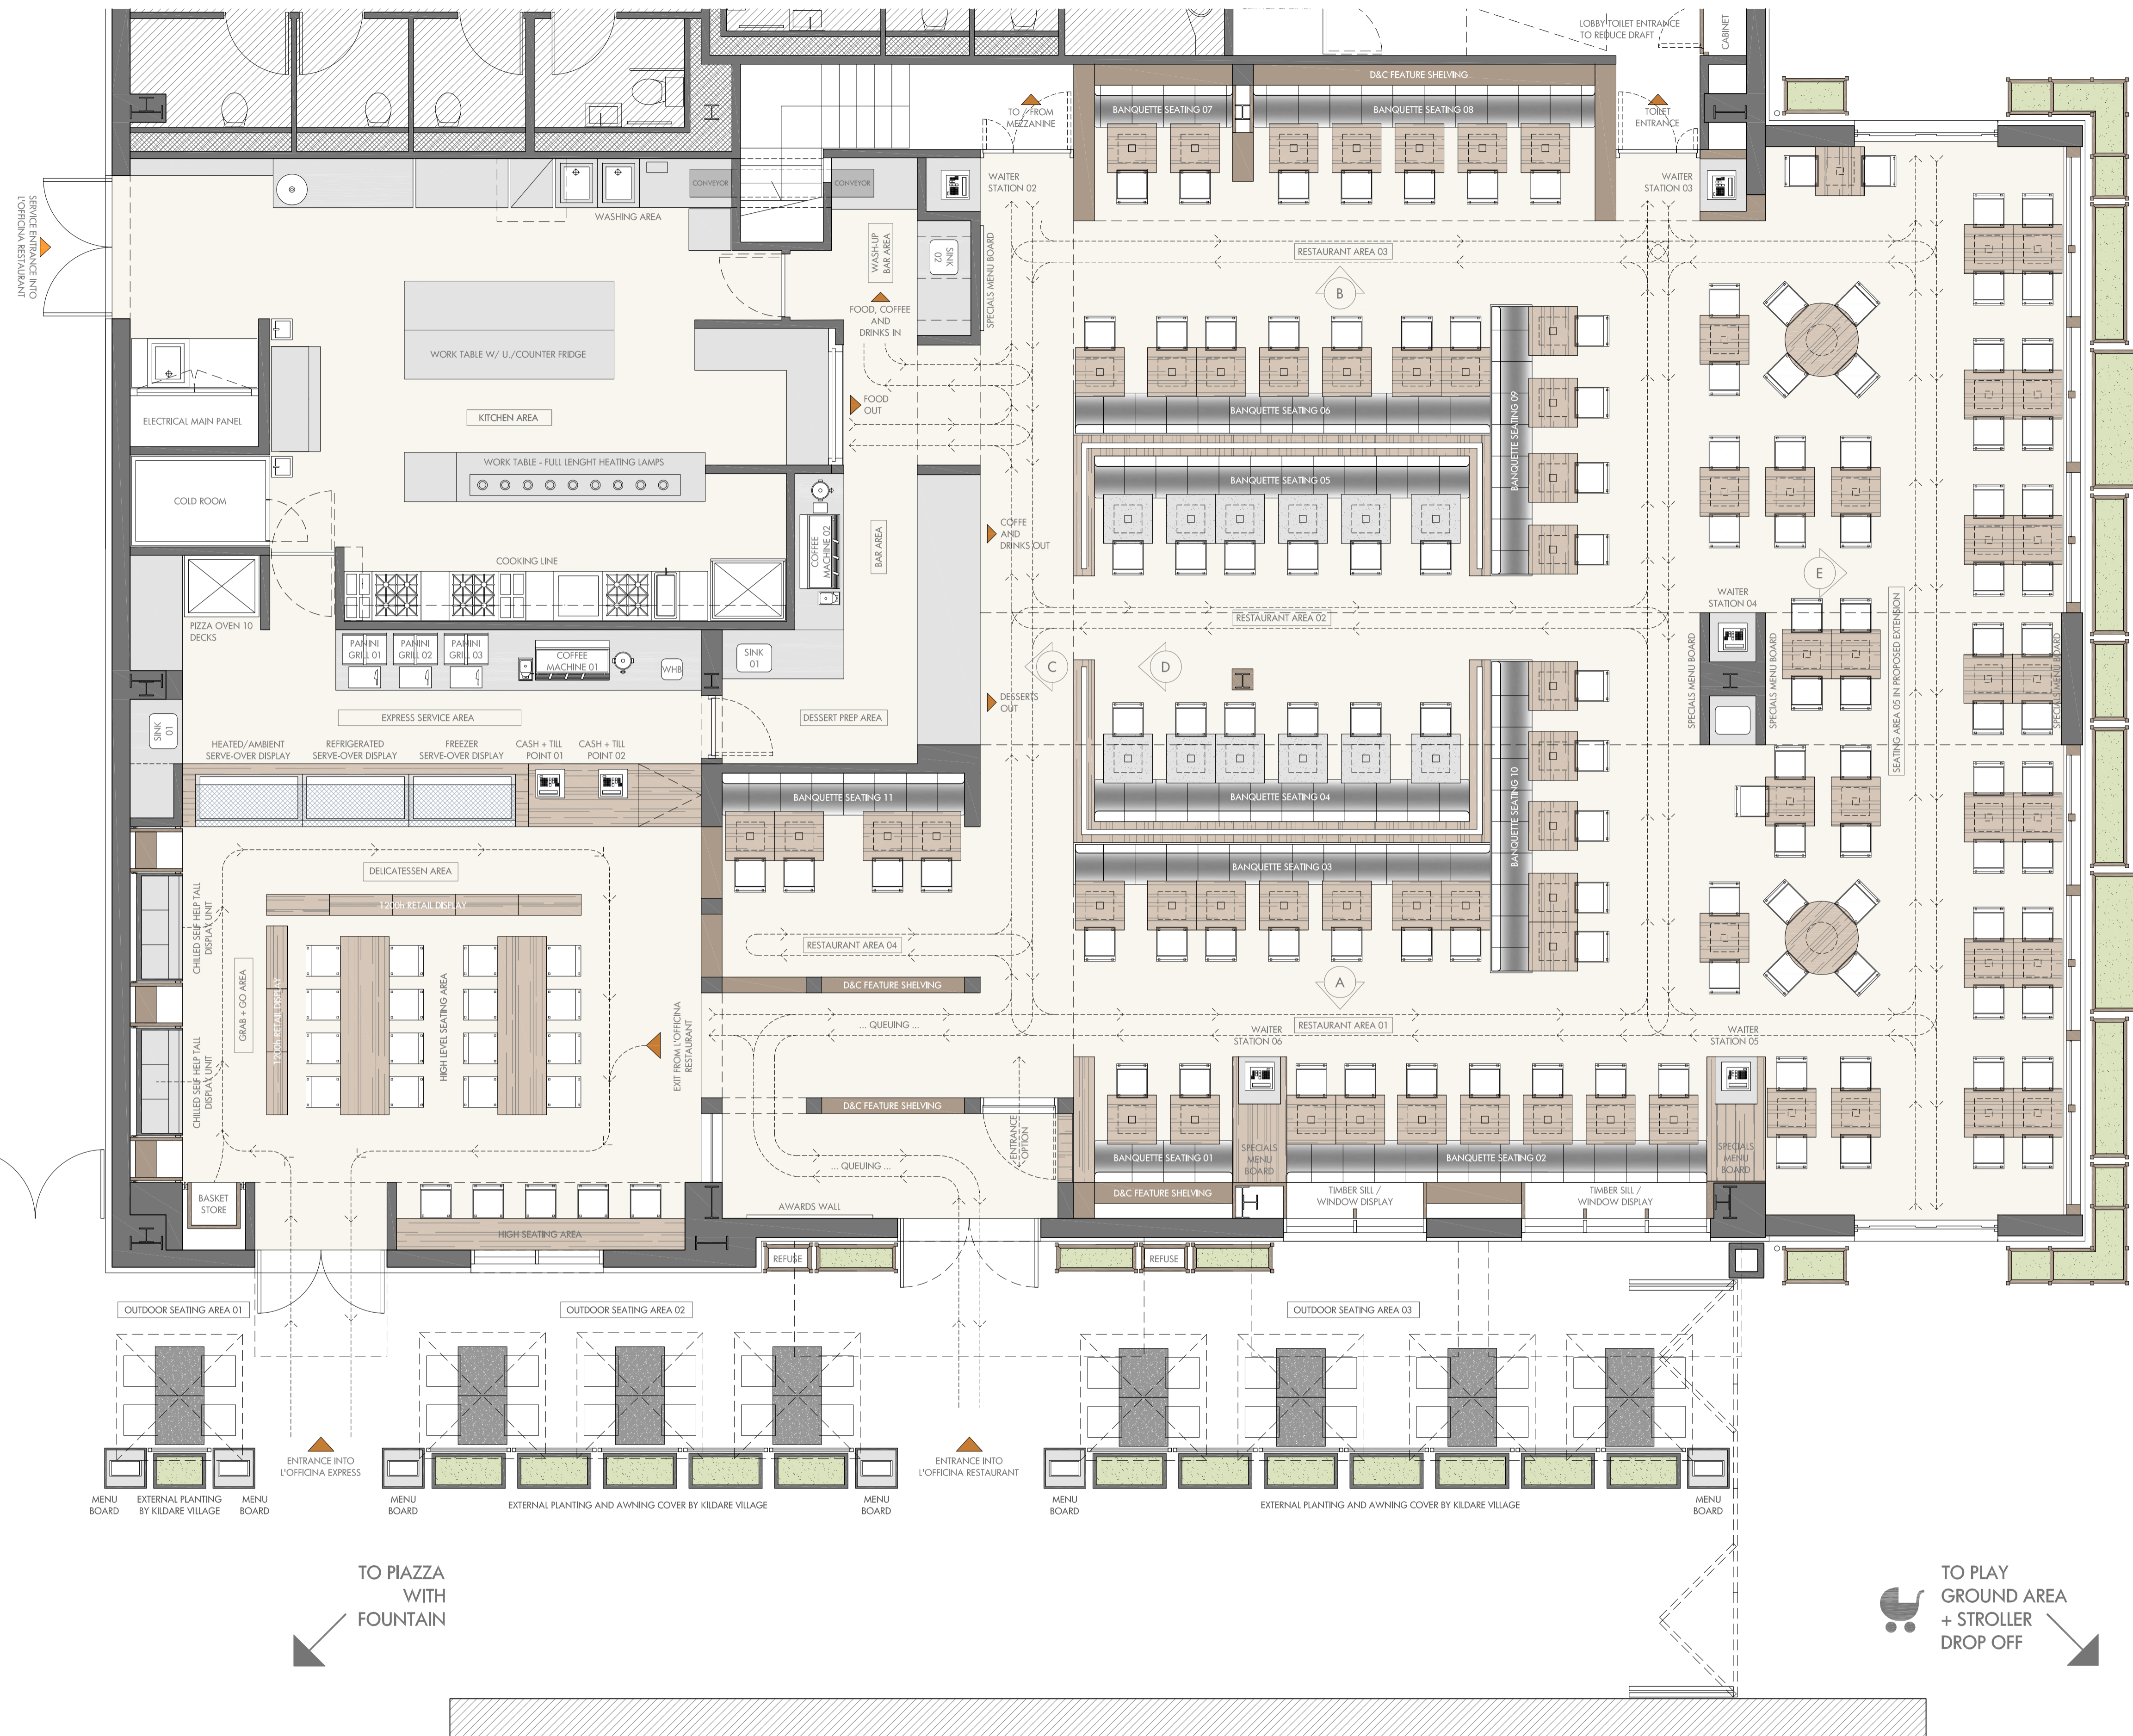 LOBBY TOILET ENTRANCE
TO REDUCE DRAFT
CABINET
D&C FEATURE SHELVING
TO / FROM
MEZZANINE
BANQUETTE SEATING 07
BANQUETTE SEATING 08
TOILET
ENTRANCE
SERVICE ENTRANCE INTO
L'OFFICINA RESTAURANT
CONVEYOR
CONVEYOR
WASHING AREA
WAITER
STATION 02
WAITER
STATION 03
WASH-UP
BAR AREA
SINK
02
SPECIALS MENU BOARD
RESTAURANT AREA 03
B
FOOD, COFFEE
AND
DRINKS IN
WORK TABLE W/ U./COUNTER FRIDGE
ELECTRICAL MAIN PANEL
KITCHEN AREA
FOOD
OUT
BANQUETTE SEATING 06
BANQUETTE SEATING 09
WORK TABLE - FULL LENGHT HEATING LAMPS
BANQUETTE SEATING 05
COLD ROOM
COFFEE
MACHINE 02
BAR AREA
COFFE
AND
DRINKS OUT
COOKING LINE
E
WAITER
STATION 04
PIZZA OVEN 10
DECKS
RESTAURANT AREA 02
PANINI
GRILL 01
PANINI
GRILL 02
PANINI
GRILL 03
COFFEE
MACHINE 01
WHB
SINK
01
C
D
SPECIALS MENU BOARD
SPECIALS MENU BOARD
SEATING AREA 05 IN PROPOSED EXTENSION
SPECIALS MENU BOARD
DESSERTS
OUT
SINK
01
EXPRESS SERVICE AREA
DESSERT PREP AREA
HEATED/AMBIENT
SERVE-OVER DISPLAY
REFRIGERATED
SERVE-OVER DISPLAY
FREEZER
SERVE-OVER DISPLAY
CASH + TILL
POINT 01
CASH + TILL
POINT 02
BANQUETTE SEATING 11
BANQUETTE SEATING 04
BANQUETTE SEATING 10
DELICATESSEN AREA
BANQUETTE SEATING 03
1200h RETAIL DISPLAY
CHILLED SELF HELP TALL
DISPLAY UNIT
GRAB + GO AREA
1200h RETAIL DISPLAY
HIGH LEVEL SEATING AREA
RESTAURANT AREA 04
D&C FEATURE SHELVING
A
EXIT FROM L'OFFICINA
RESTAURANT
... QUEUING ...
WAITER
STATION 06
RESTAURANT AREA 01
WAITER
STATION 05
CHILLED SELF HELP TALL
DISPLAY UNIT
D&C FEATURE SHELVING
ENTRANCE
OPTION
... QUEUING ...
BANQUETTE SEATING 01
SPECIALS
MENU
BOARD
BANQUETTE SEATING 02
SPECIALS
MENU
BOARD
BASKET
STORE
AWARDS WALL
D&C FEATURE SHELVING
TIMBER SILL /
WINDOW DISPLAY
TIMBER SILL /
WINDOW DISPLAY
HIGH SEATING AREA
REFUSE
REFUSE
OUTDOOR SEATING AREA 01
OUTDOOR SEATING AREA 02
OUTDOOR SEATING AREA 03
ENTRANCE INTO
L'OFFICINA EXPRESS
ENTRANCE INTO
L'OFFICINA RESTAURANT
MENU
BOARD
EXTERNAL PLANTING
BY KILDARE VILLAGE
MENU
BOARD
MENU
BOARD
EXTERNAL PLANTING AND AWNING COVER BY KILDARE VILLAGE
MENU
BOARD
MENU
BOARD
EXTERNAL PLANTING AND AWNING COVER BY KILDARE VILLAGE
MENU
BOARD
TO PIAZZA
WITH
FOUNTAIN
TO PLAY
GROUND AREA
+ STROLLER
DROP OFF